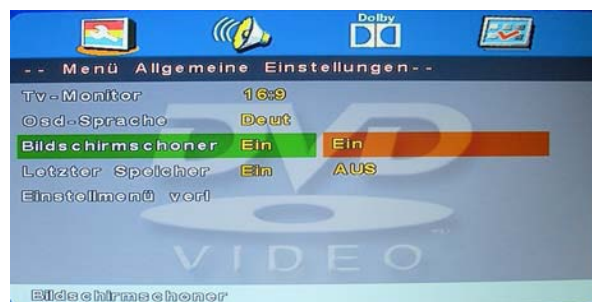 Dolby
-- Menü Allgemeine Einstellungen--
Tv-Monitor 16:9
Osd-Sprache Deut
Bildschirmschoner Ein Ein
Letzter Speicher Ein AUS
Einstellmenü verl
DVD
VIDEO
Bildschirmschoner